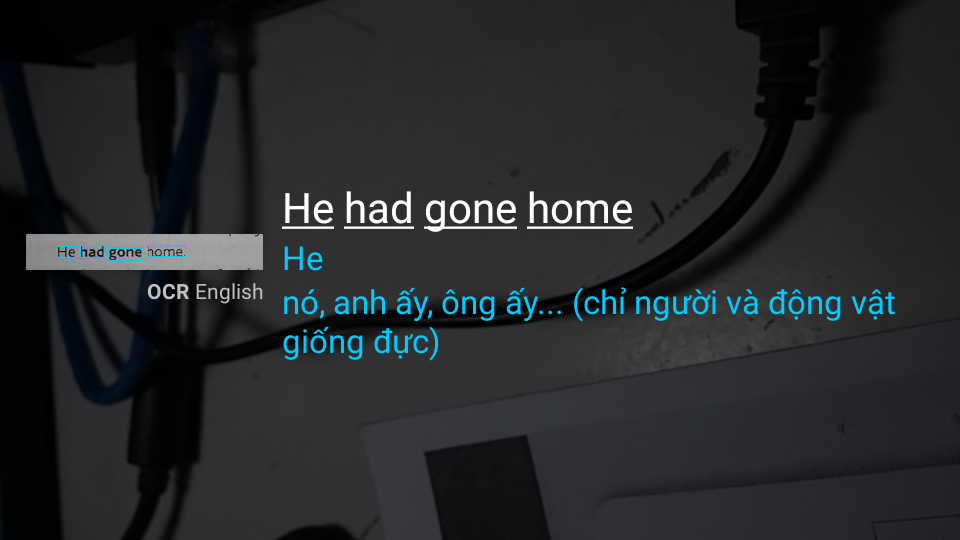 He had gone home
He
nó, anh ấy, ông ấy... (chỉ người và động vật
giống đực)
He had gone home.
OCR English